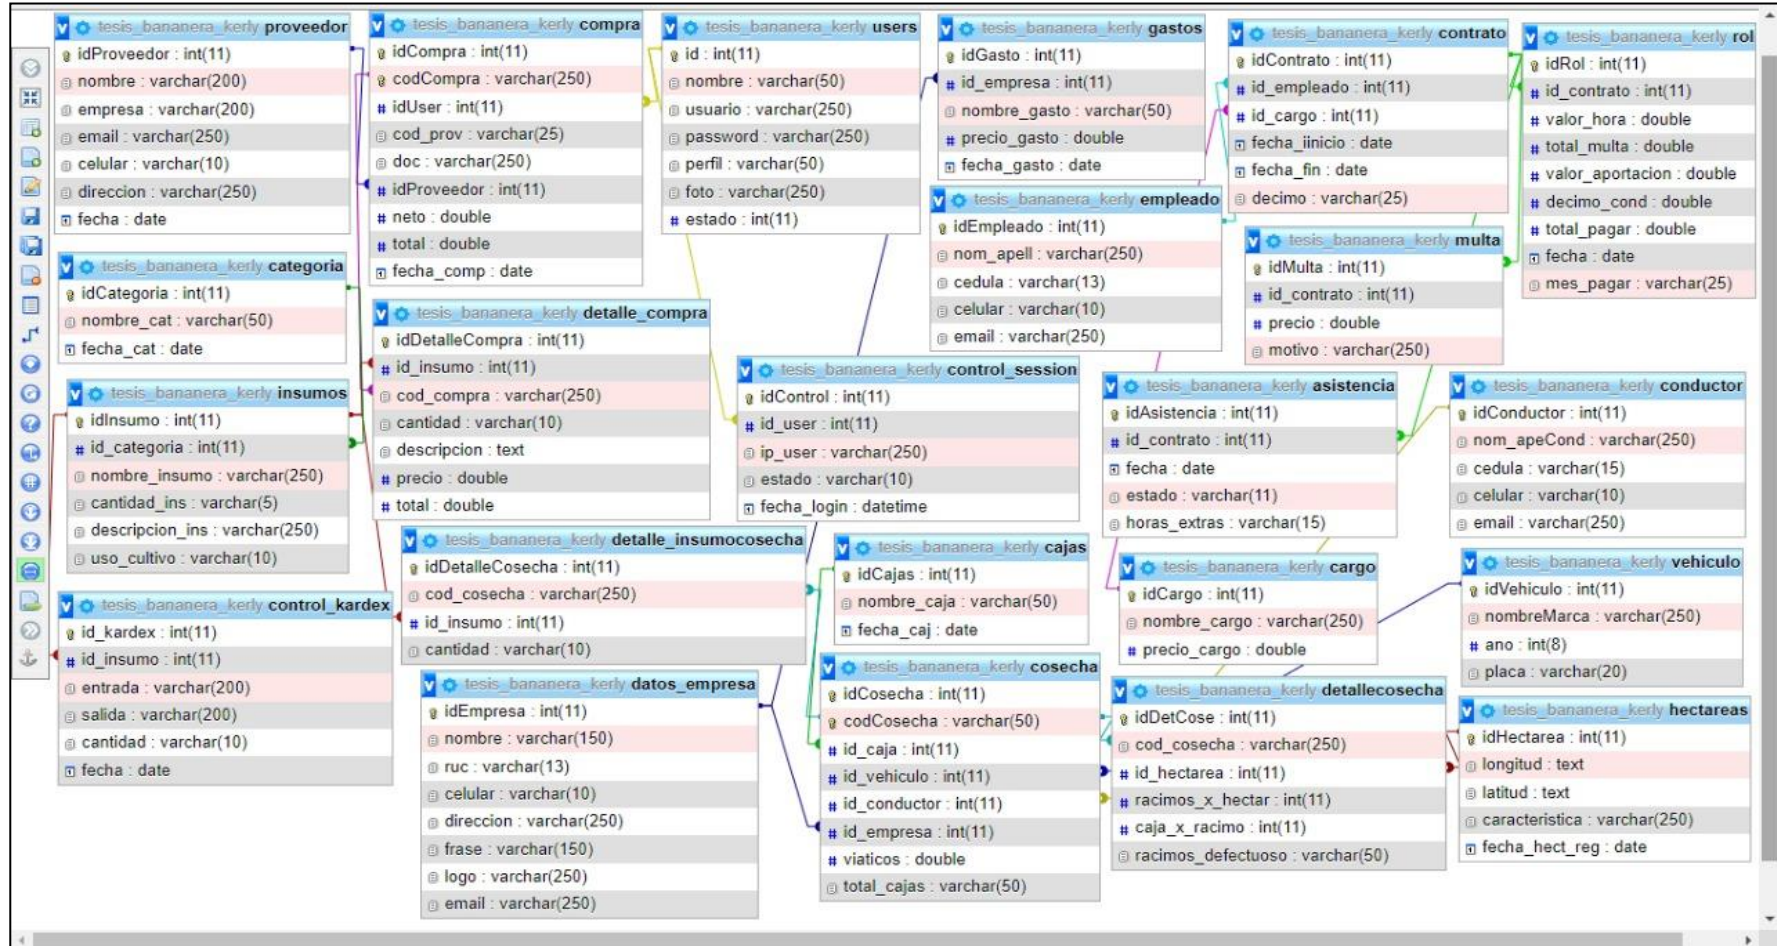 tesis_bananera_kerly proveedor
idProveedor : int(11)
nombre : varchar(200)
empresa : varchar(200)
email : varchar(250)
celular : varchar(10)
direccion : varchar(250)
fecha : date
tesis_bananera_kerly categoria
idCategoria : int(11)
nombre_cat : varchar(50)
fecha_cat : date
tesis_bananera_kerly insumos
idInsumo : int(11)
id_categoria : int(11)
nombre_insumo : varchar(250)
cantidad_ins : varchar(5)
descripcion_ins : varchar(250)
uso_cultivo : varchar(10)
tesis_bananera_kerly control_kardex
id_kardex : int(11)
id_insumo : int(11)
entrada : varchar(200)
salida : varchar(200)
cantidad : varchar(10)
fecha : date
tesis_bananera_kerly compra
idCompra : int(11)
codCompra : varchar(250)
idUser : int(11)
cod_prov : varchar(25)
doc : varchar(250)
idProveedor : int(11)
neto : double
total : double
fecha_comp : date
tesis_bananera_kerly detalle_compra
idDetalleCompra : int(11)
id_insumo : int(11)
cod_compra : varchar(250)
cantidad : varchar(10)
descripcion : text
precio : double
total : double
tesis_bananera_kerly detalle_insumocosecha
idDetalleCosecha : int(11)
cod_cosecha : varchar(250)
id_insumo : int(11)
cantidad : varchar(10)
tesis_bananera_kerly datos_empresa
idEmpresa : int(11)
nombre : varchar(150)
ruc : varchar(13)
celular : varchar(10)
direccion : varchar(250)
frase : varchar(150)
logo : varchar(250)
email : varchar(250)
tesis_bananera_kerly users
id : int(11)
nombre : varchar(50)
usuario : varchar(250)
password : varchar(250)
perfil : varchar(50)
foto : varchar(250)
estado : int(11)
tesis_bananera_kerly control_session
idControl : int(11)
id_user : int(11)
ip_user : varchar(250)
estado : varchar(10)
fecha_login : datetime
tesis_bananera_kerly cajas
idCajas : int(11)
nombre_caja : varchar(50)
fecha_caj : date
tesis_bananera_kerly cosecha
idCosecha : int(11)
codCosecha : varchar(50)
id_caja : int(11)
id_vehiculo : int(11)
id_conductor : int(11)
id_empresa : int(11)
viaticos : double
total_cajas : varchar(50)
tesis_bananera_kerly gastos
idGasto : int(11)
id_empresa : int(11)
nombre_gasto : varchar(50)
precio_gasto : double
fecha_gasto : date
tesis_bananera_kerly empleado
idEmpleado : int(11)
nom_apell : varchar(250)
cedula : varchar(13)
celular : varchar(10)
email : varchar(250)
tesis_bananera_kerly contrato
idContrato : int(11)
id_empleado : int(11)
id_cargo : int(11)
fecha_iinicio : date
fecha_fin : date
decimo : varchar(25)
tesis_bananera_kerly multa
idMulta : int(11)
id_contrato : int(11)
precio : double
motivo : varchar(250)
tesis_bananera_kerly asistencia
idAsistencia : int(11)
id_contrato : int(11)
fecha : date
estado : varchar(11)
horas_extras : varchar(15)
tesis_bananera_kerly cargo
idCargo : int(11)
nombre_cargo : varchar(250)
precio_cargo : double
tesis_bananera_kerly detallecosecha
idDetCose : int(11)
cod_cosecha : varchar(250)
id_hectarea : int(11)
racimos_x_hectar : int(11)
caja_x_racimo : int(11)
racimos_defectuoso : varchar(50)
tesis_bananera_kerly rol
idRol : int(11)
id_contrato : int(11)
valor_hora : double
total_multa : double
valor_aportacion : double
decimo_cond : double
total_pagar : double
fecha : date
mes_pagar : varchar(25)
tesis_bananera_kerly conductor
idConductor : int(11)
nom_apeCond : varchar(250)
cedula : varchar(15)
celular : varchar(10)
email : varchar(250)
tesis_bananera_kerly vehiculo
idVehiculo : int(11)
nombreMarca : varchar(250)
ano : int(8)
placa : varchar(20)
tesis_bananera_kerly hectareas
idHectarea : int(11)
longitud : text
latitud : text
caracteristica : varchar(250)
fecha_hect_reg : date